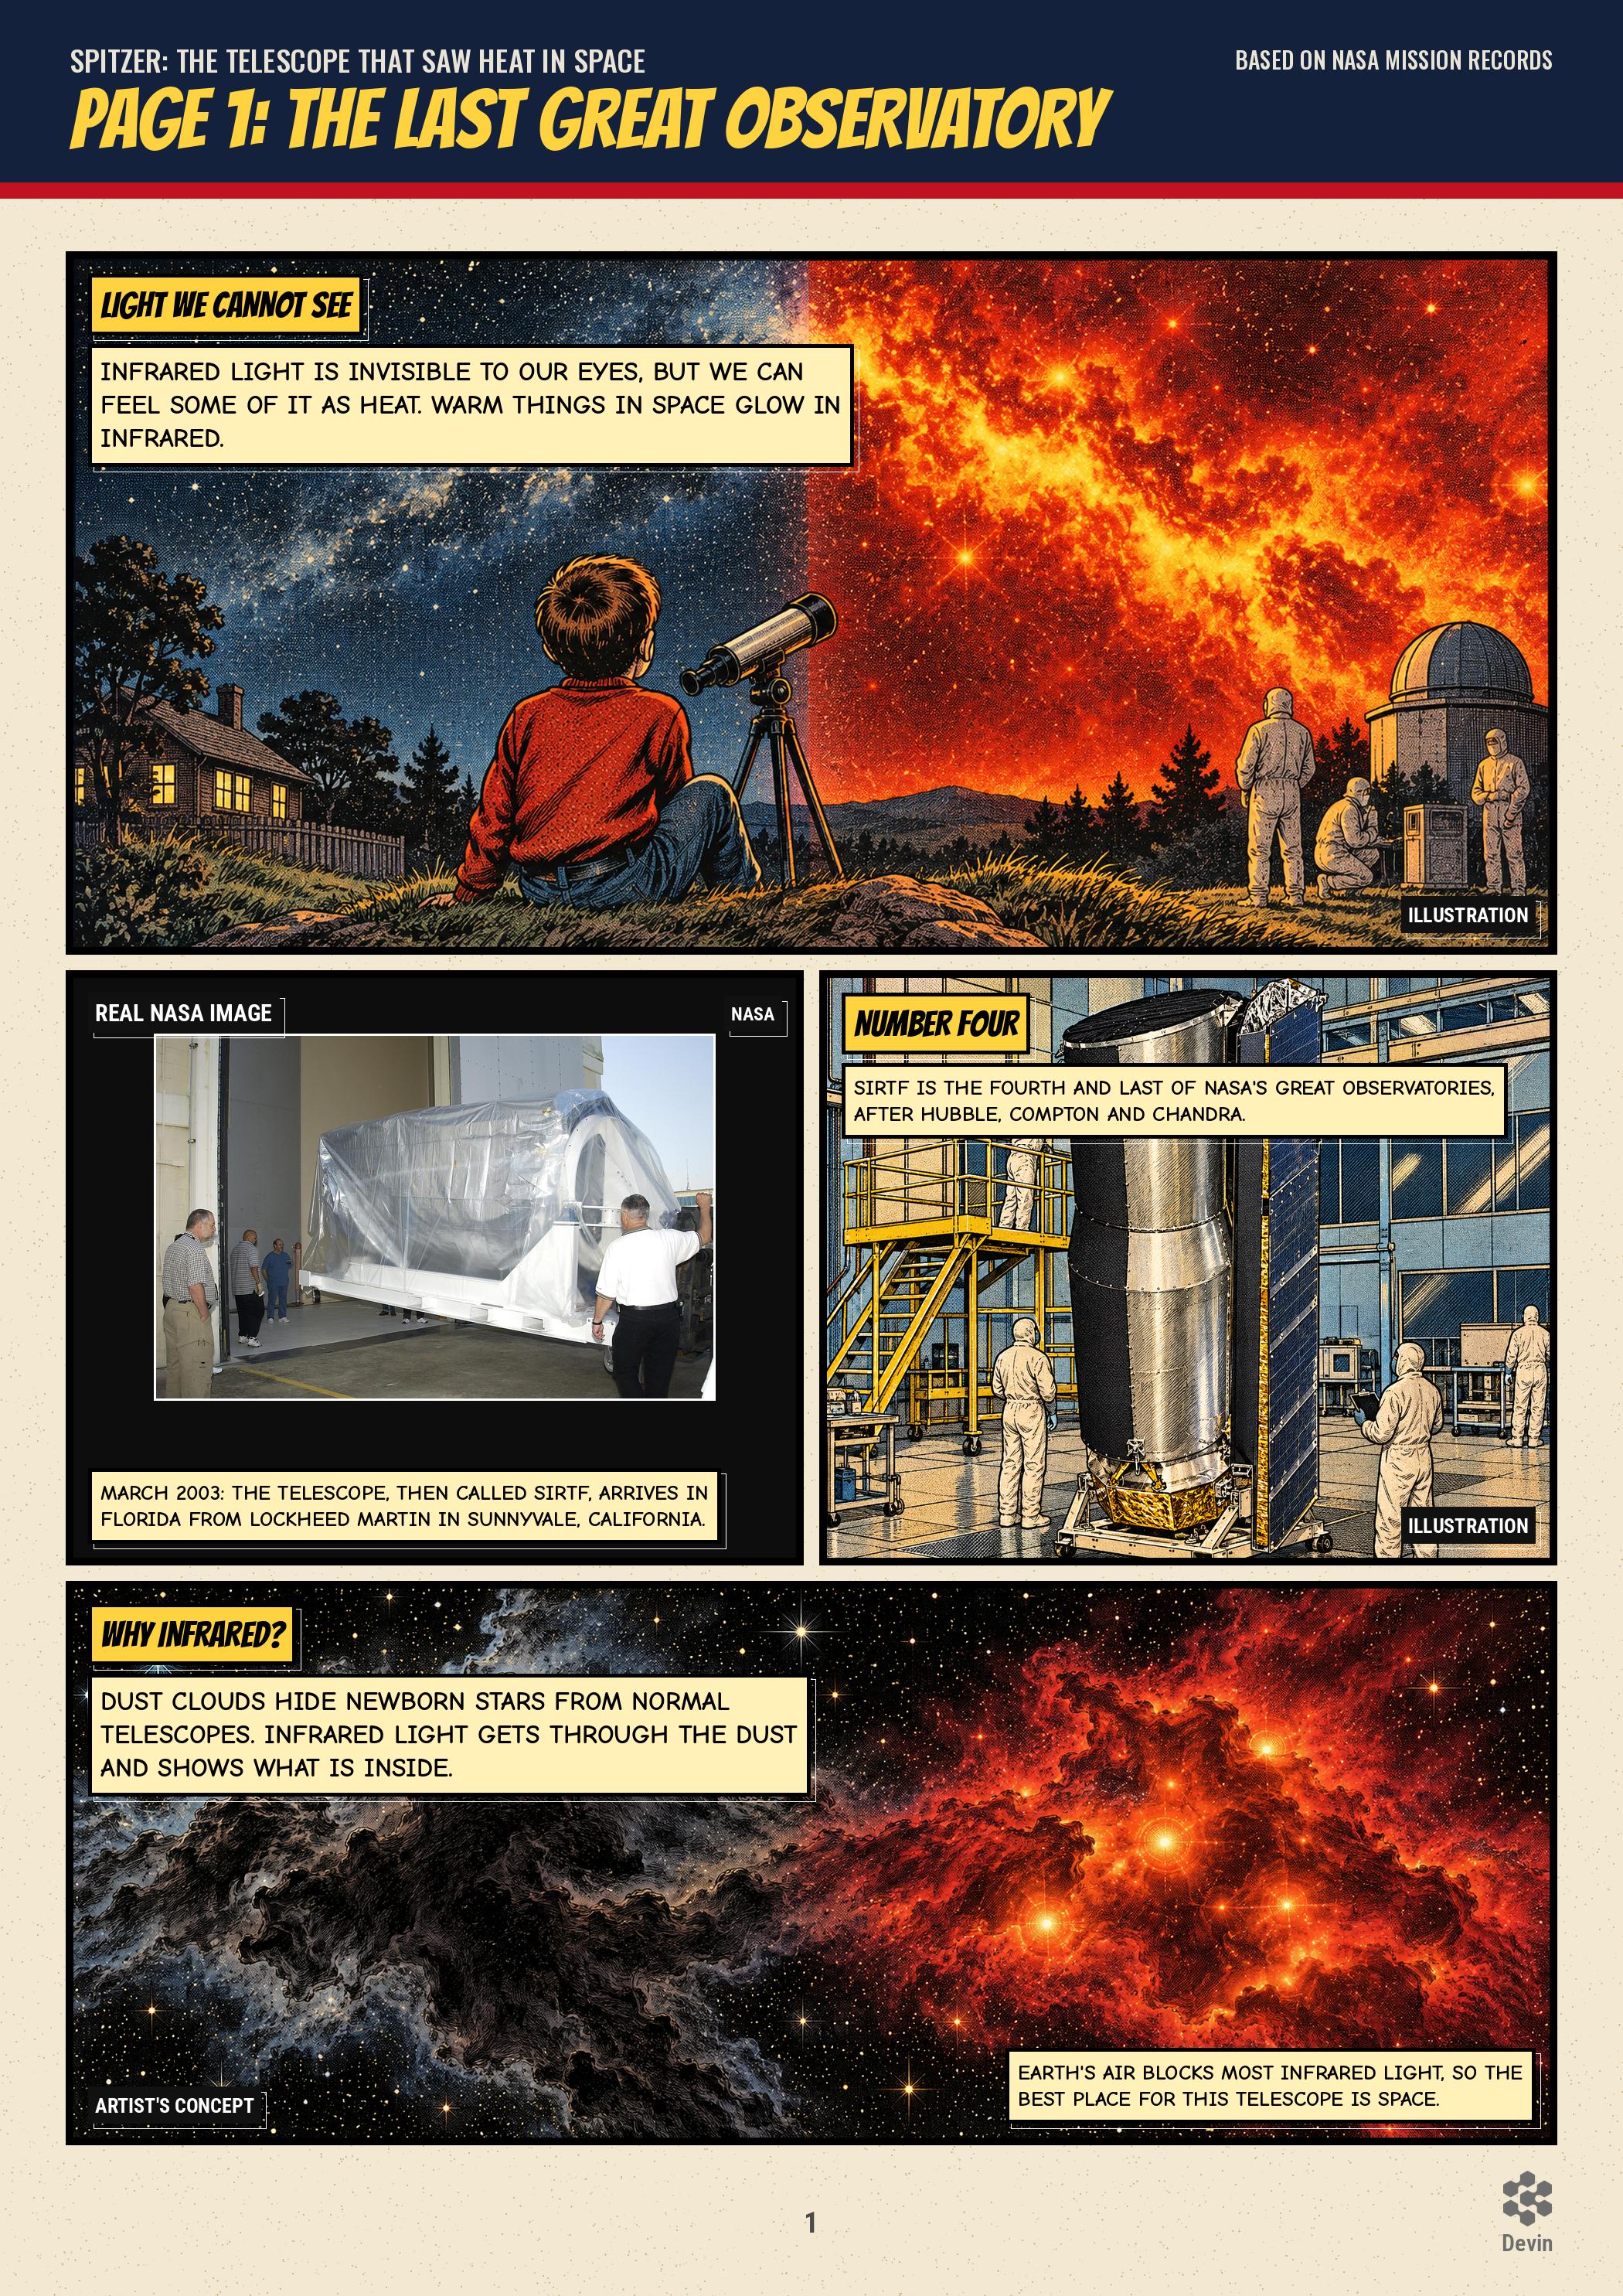 SPITZER: THE TELESCOPE THAT SAW HEAT IN SPACE
BASED ON NASA MISSION RECORDS
PAGE 1: THE LAST GREAT OBSERVATORY
LIGHT WE CANNOT SEE
INFRARED LIGHT IS INVISIBLE TO OUR EYES, BUT WE CAN
FEEL SOME OF IT AS HEAT. WARM THINGS IN SPACE GLOW IN
INFRARED.
ILLUSTRATION
REAL NASA IMAGE
NASA
MARCH 2003: THE TELESCOPE, THEN CALLED SIRTF, ARRIVES IN
FLORIDA FROM LOCKHEED MARTIN IN SUNNYVALE, CALIFORNIA.
NUMBER FOUR
SIRTF IS THE FOURTH AND LAST OF NASA'S GREAT OBSERVATORIES,
AFTER HUBBLE, COMPTON AND CHANDRA.
ILLUSTRATION
WHY INFRARED?
DUST CLOUDS HIDE NEWBORN STARS FROM NORMAL
TELESCOPES. INFRARED LIGHT GETS THROUGH THE DUST
AND SHOWS WHAT IS INSIDE.
ARTIST'S CONCEPT
EARTH'S AIR BLOCKS MOST INFRARED LIGHT, SO THE
BEST PLACE FOR THIS TELESCOPE IS SPACE.
1
Devin